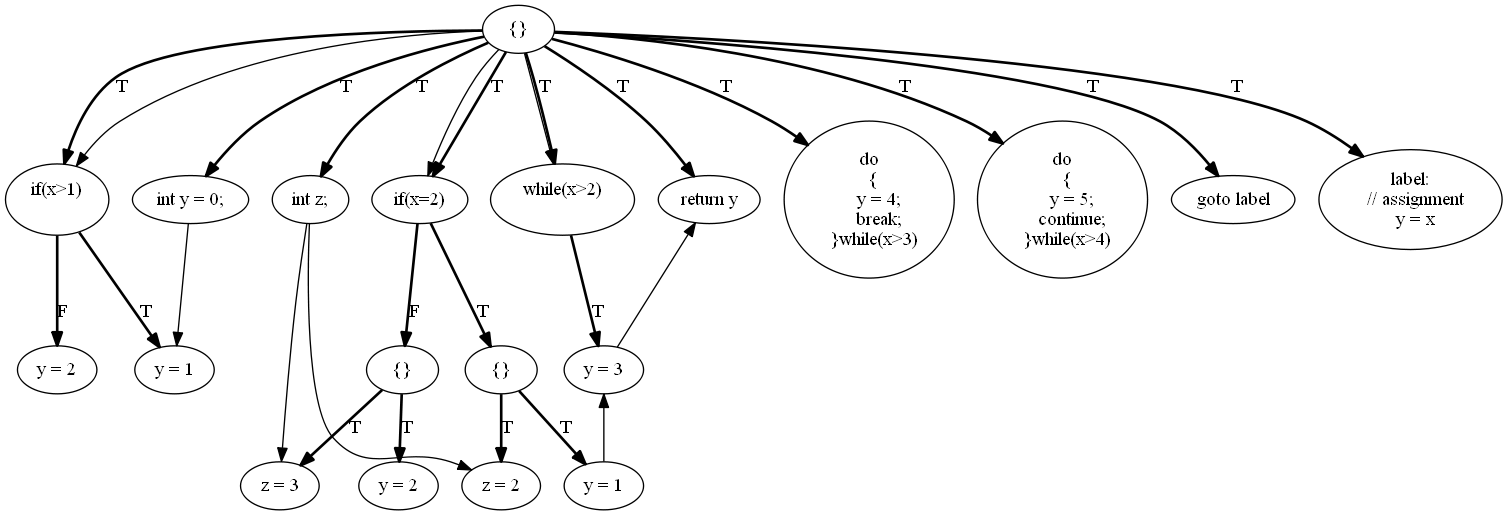 {}
T
T
T
T
T
T
T
T
T
T
if(x>1)
int y = 0;
int z;
if(x=2)
while(x>2)
return y
do
{
y = 4;
break;
}while(x>3)
do
{
y = 5;
continue;
}while(x>4)
goto label
label:
// assignment
y = x
F
T
F
T
T
y = 2
y = 1
{}
{}
y = 3
T
T
T
T
z = 3
y = 2
z = 2
y = 1